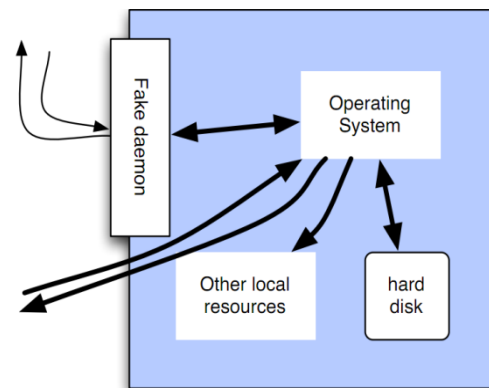 Fake daemon
Operating
System
Other local
resources
hard
disk